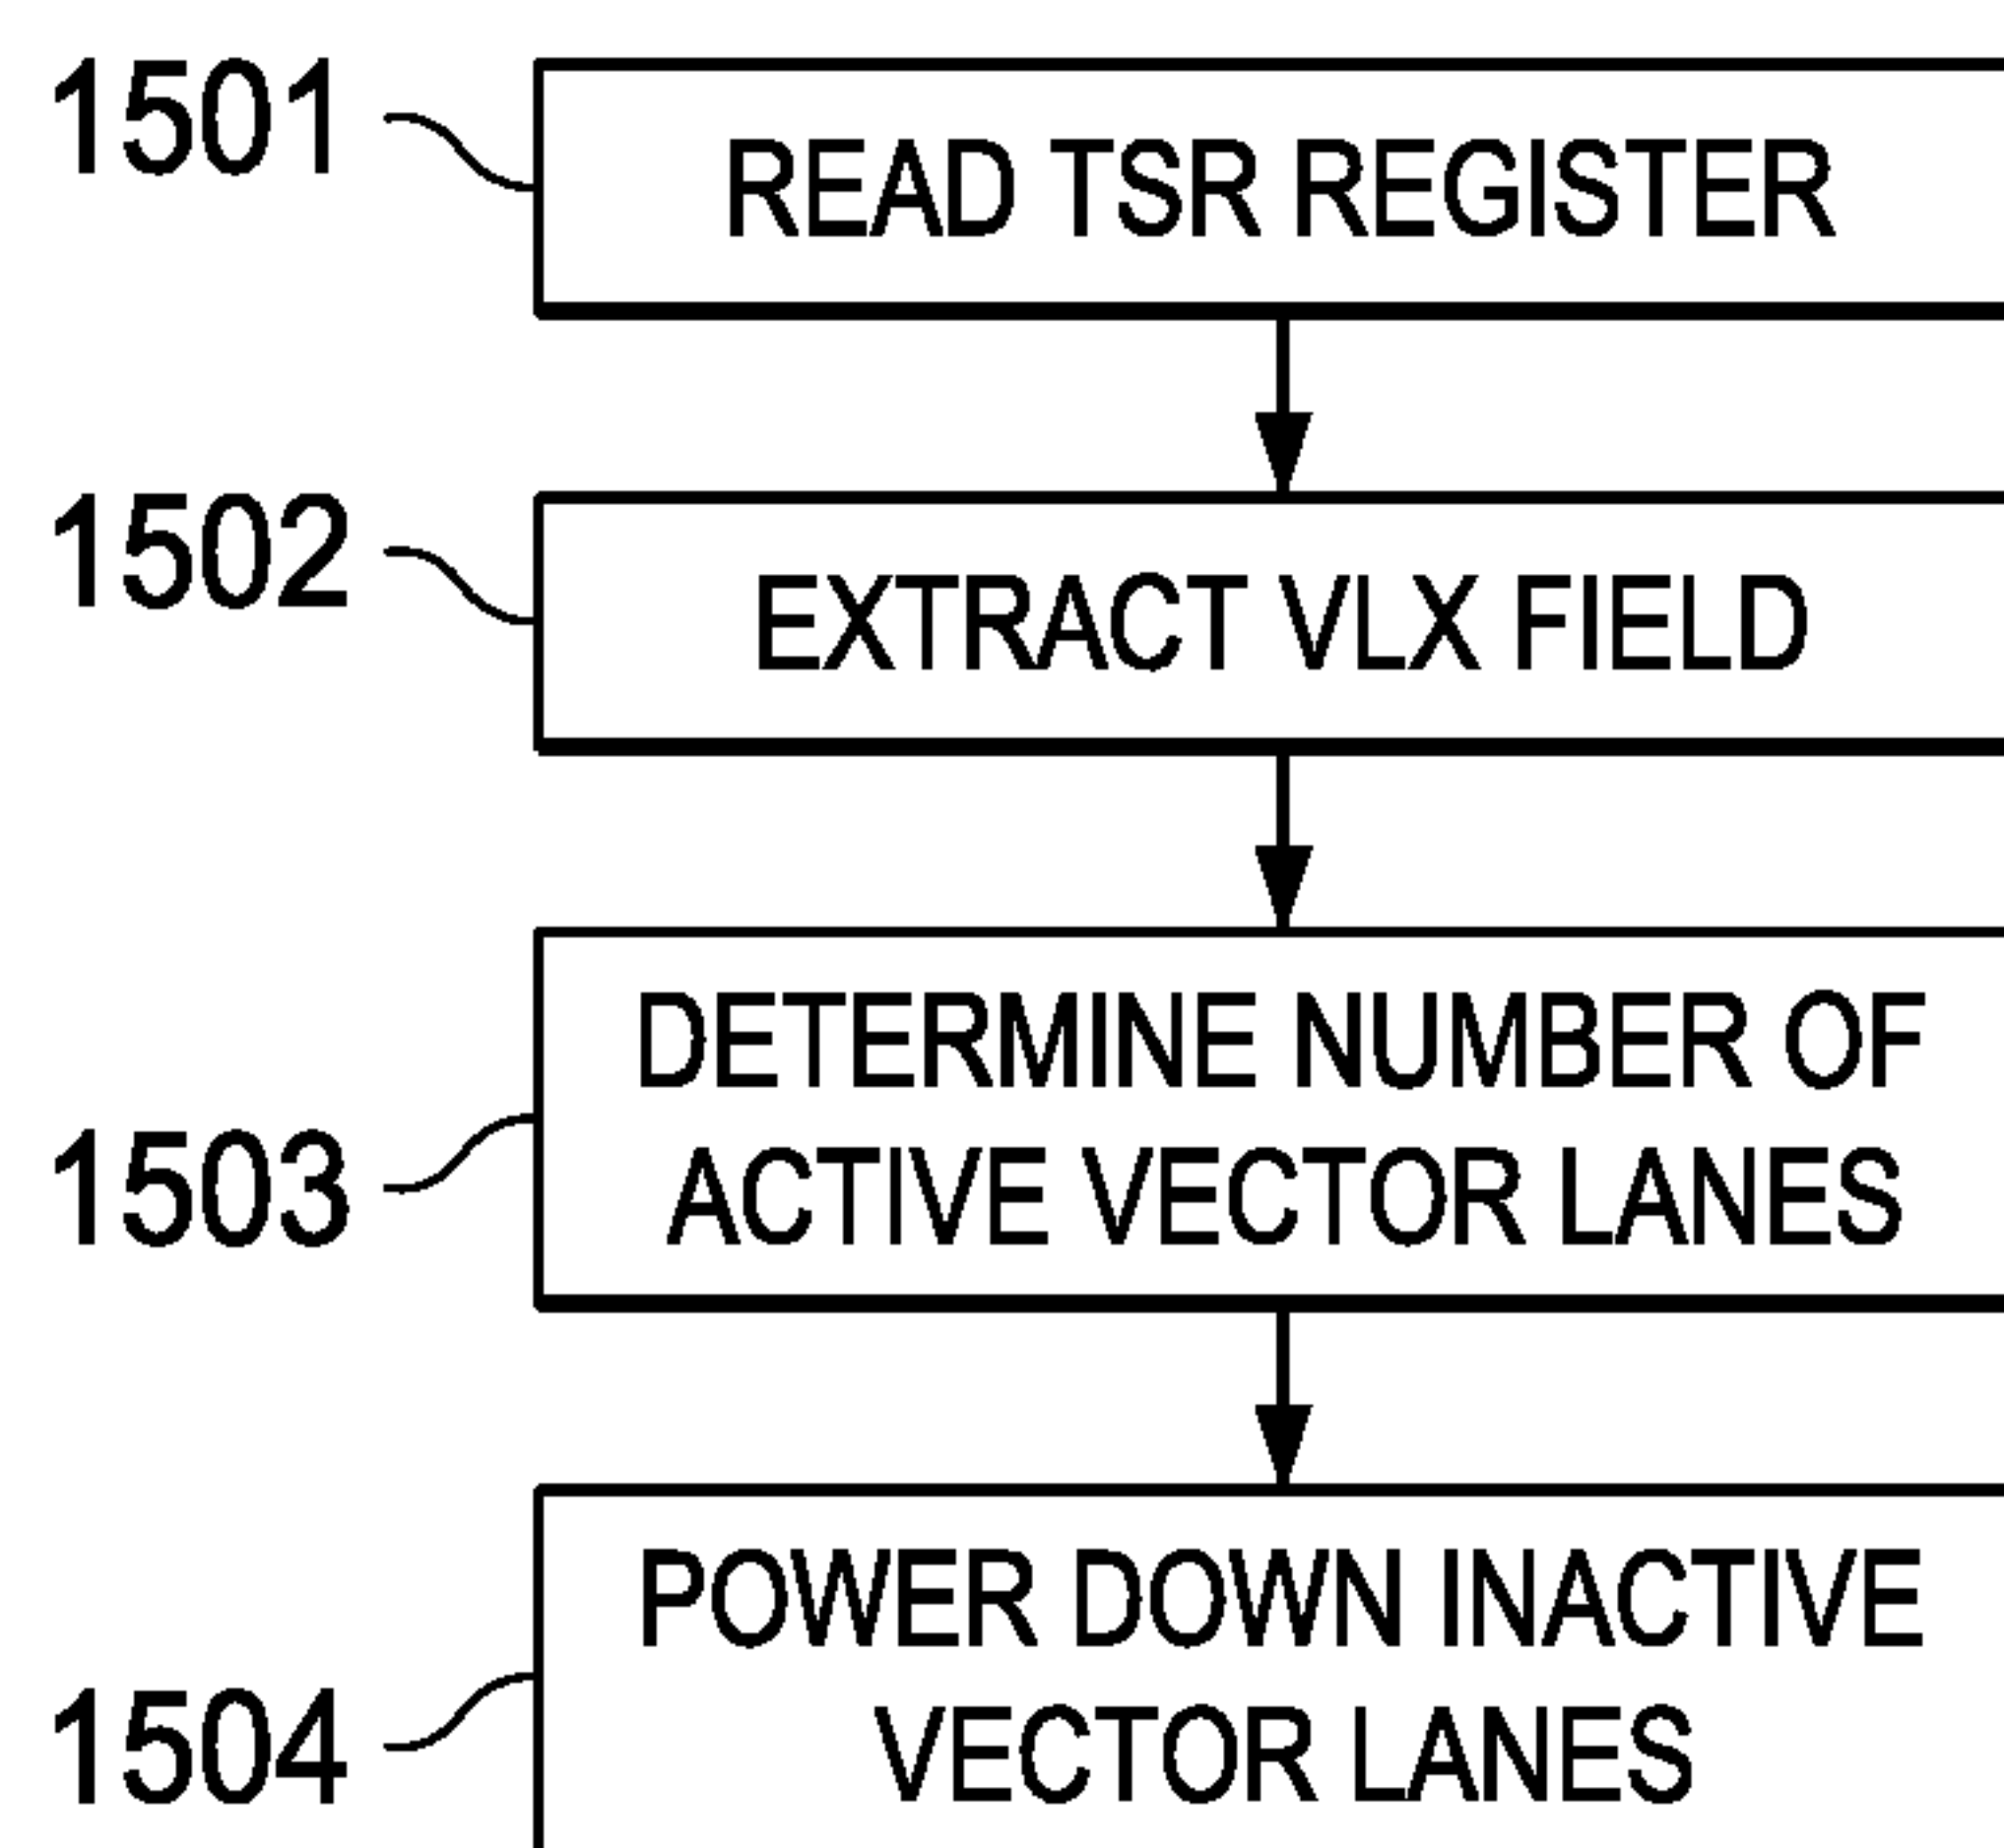 1501
READ TSR REGISTER
1502
EXTRACT VLX FIELD
DETERMINE NUMBER OF
ACTIVE VECTOR LANES
1503
POWER DOWN INACTIVE
VECTOR LANES
1504